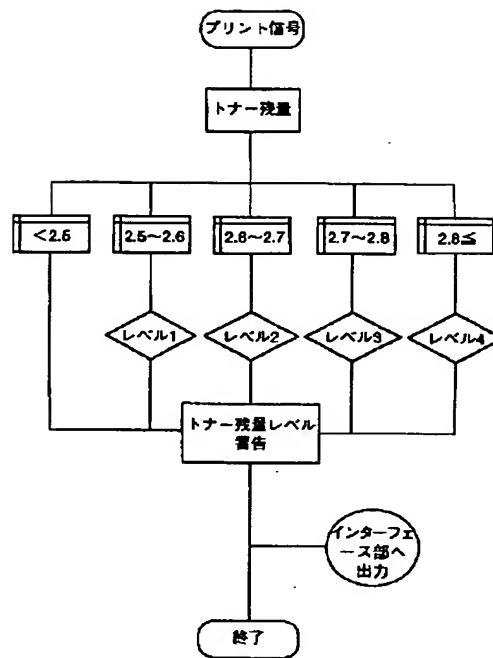 プリント信号
トナー残量
<2.5
2.5～2.6
2.6～2.7
2.7～2.8
2.8≦
レベル1
レベル2
レベル3
レベル4
トナー残量レベル
警告
インターフェ
ース部へ
出力
終了